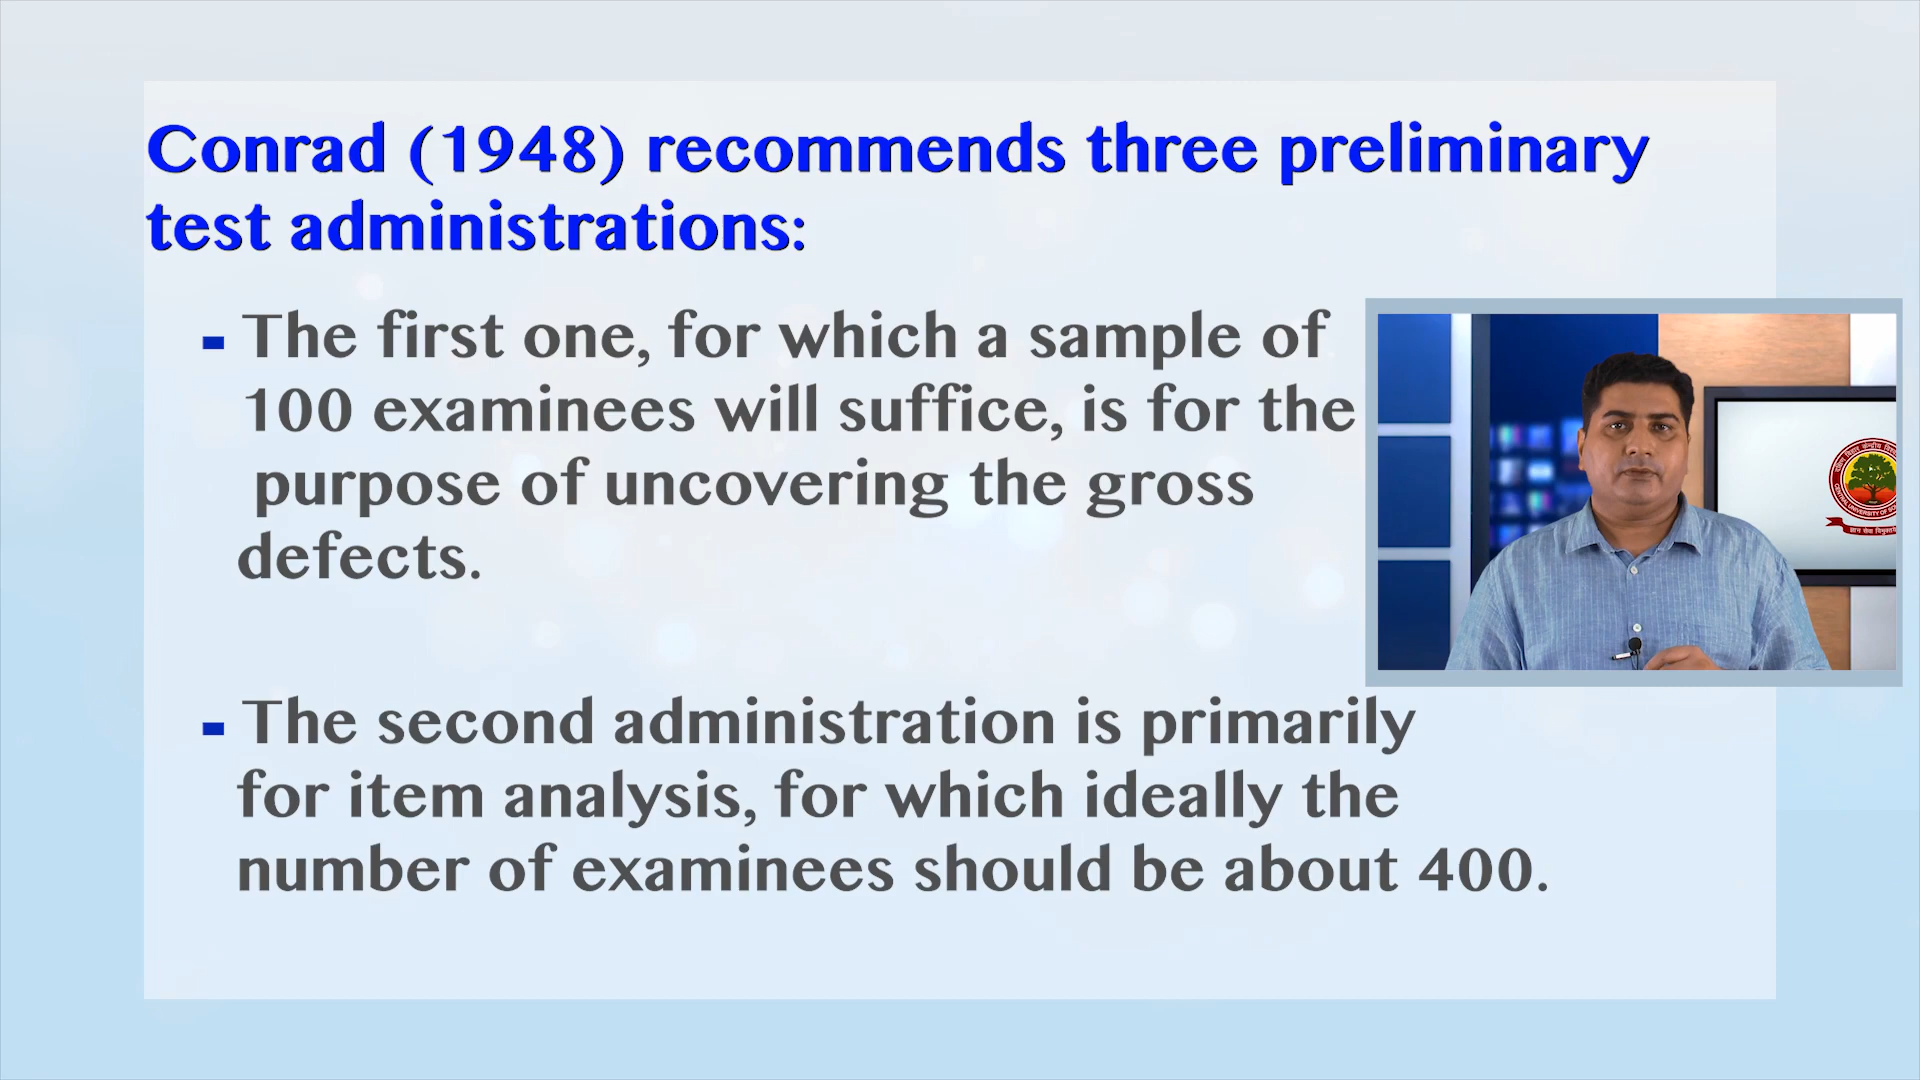 Conrad (1948) recommends three preliminary
test administrations:
- The first one, for which a sample of
100 examinees will suffice, is for the
purpose of uncovering the gross
defects.
- The second administration is primarily
for item analysis, for which ideally the
number of examinees should be about 400.